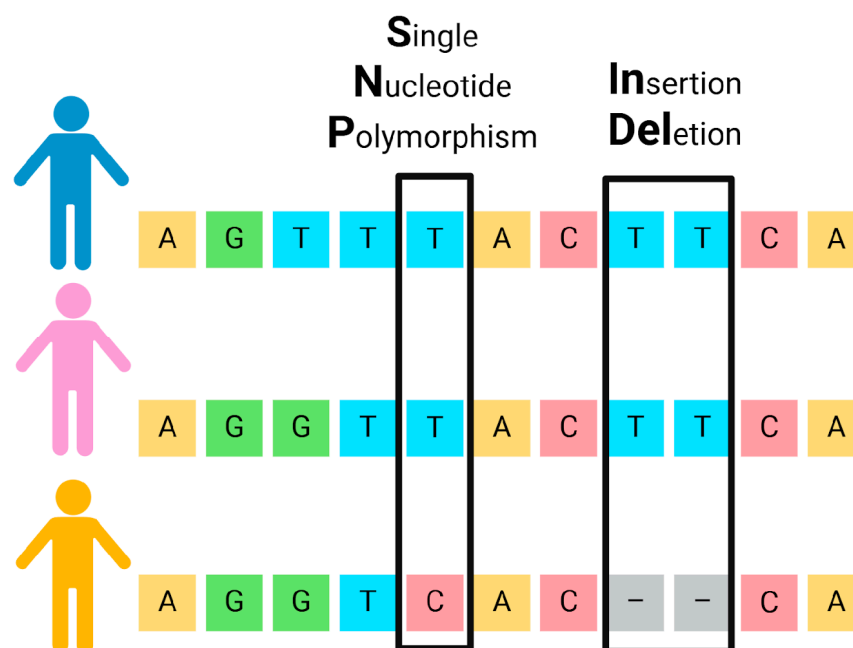 Single
Nucleotide
Polymorphism
Insertion
Deletion
A G T T T A C T T C A
A G G T T A C T T C A
A G G T C A C – – C A